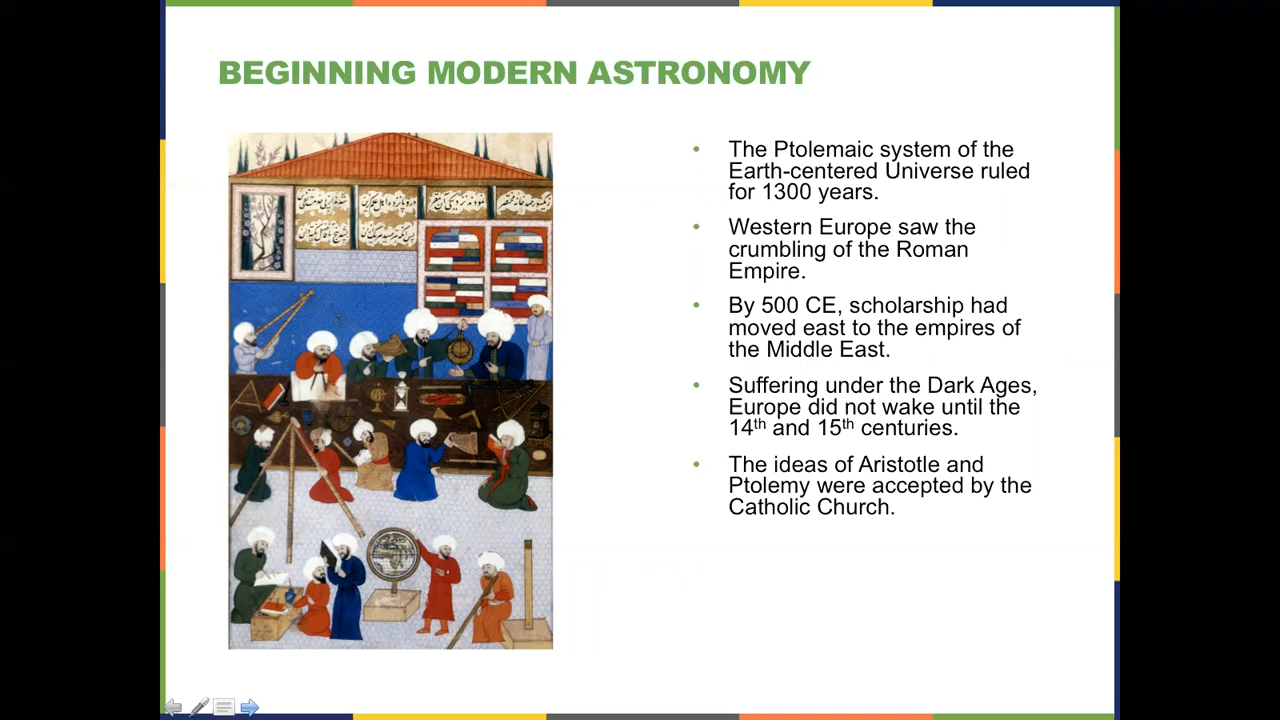 BEGINNING MODERN ASTRONOMY
• The Ptolemaic system of the
Earth-centered Universe ruled
for 1300 years.
• Western Europe saw the
crumbling of the Roman
Empire.
• By 500 CE, scholarship had
moved east to the empires of
the Middle East.
• Suffering under the Dark Ages,
Europe did not wake until the
14th and 15th centuries.
• The ideas of Aristotle and
Ptolemy were accepted by the
Catholic Church.